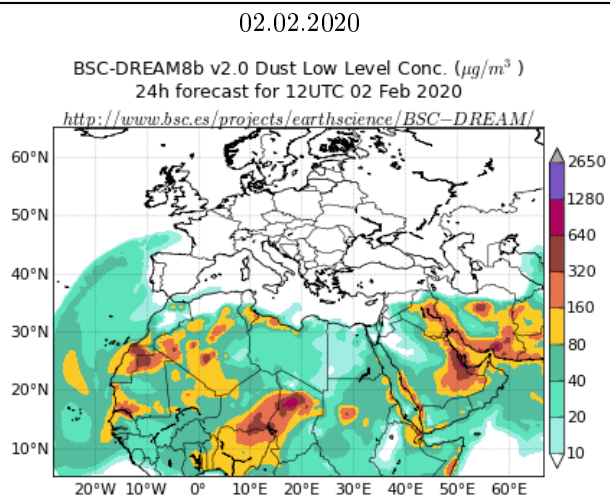 02.02.2020
BSC-DREAM8b v2.0 Dust Low Level Conc. (μg/m³ )
24h forecast for 12UTC 02 Feb 2020
http://www.bsc.es/projects/earthscience/BSC−DREAM/
60°N
50°N
40°N
30°N
20°N
10°N
20°W
10°W
0°
10°E
20°E
30°E
40°E
50°E
60°E
2650
1280
640
320
160
80
40
20
10